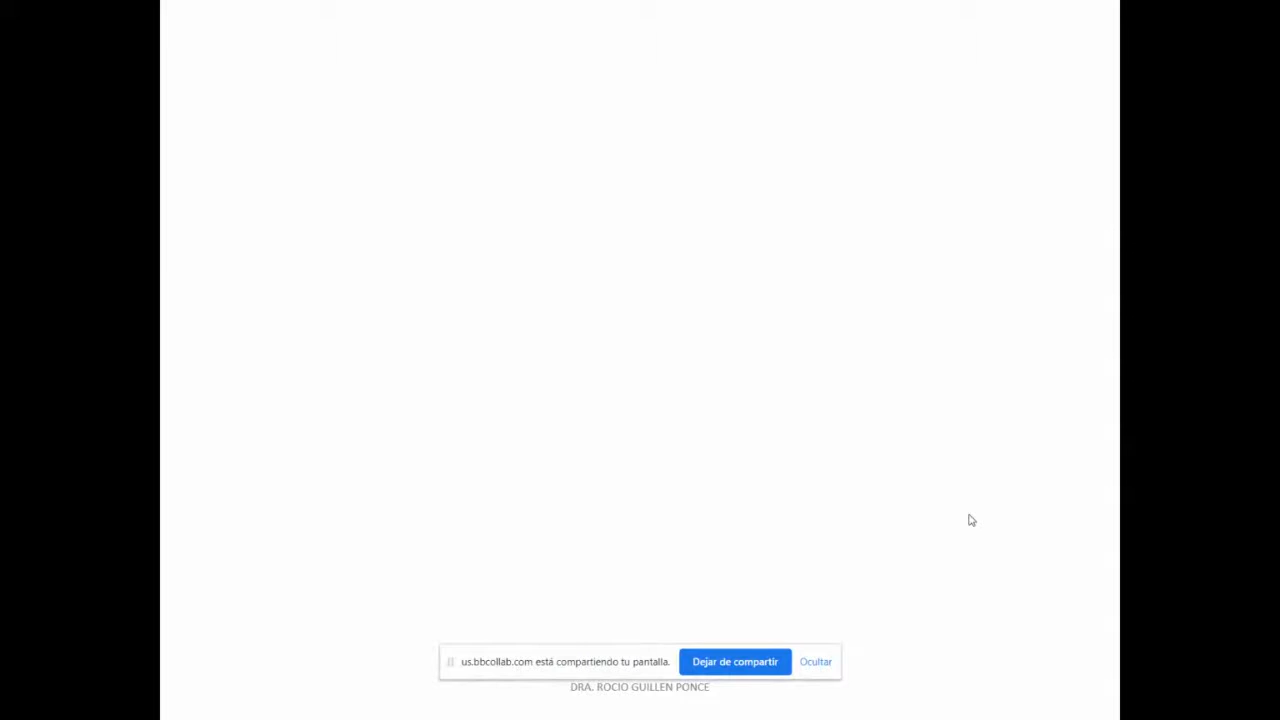 us.bbcollab.com está compartiendo tu pantalla. Dejar de compartir Ocultar
DRA. ROCIO GUILLEN PONCE